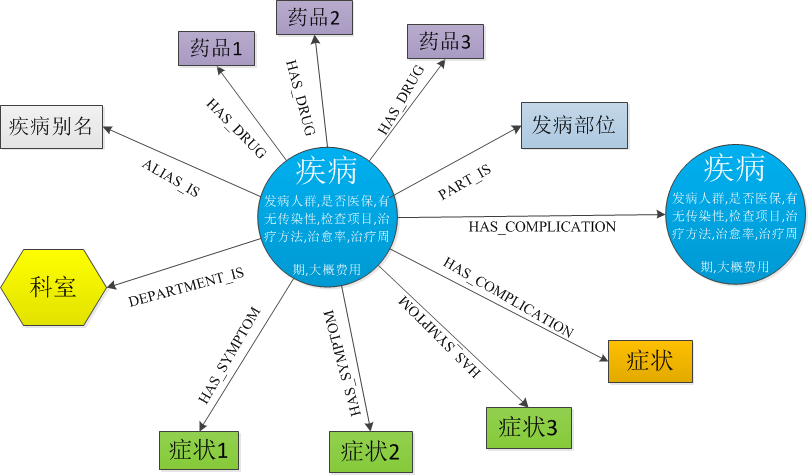 药品2
药品1
药品3
HAS_DRUG
HAS_DRUG
HAS_DRUG
疾病别名
发病部位
ALIAS_IS
PART_IS
疾病
发病人群,是否医保,有
无传染性,检查项目,治
疗方法,治愈率,治疗周
期,大概费用
疾病
发病人群,是否医保,有
无传染性,检查项目,治
疗方法,治愈率,治疗周
期,大概费用
HAS_COMPLICATION
科室
DEPARTMENT_IS
HAS_COMPLICATION
HAS_SYMPTOM
HAS_SYMPTOM
HAS_SYMPTOM
症状
症状1
症状2
症状3